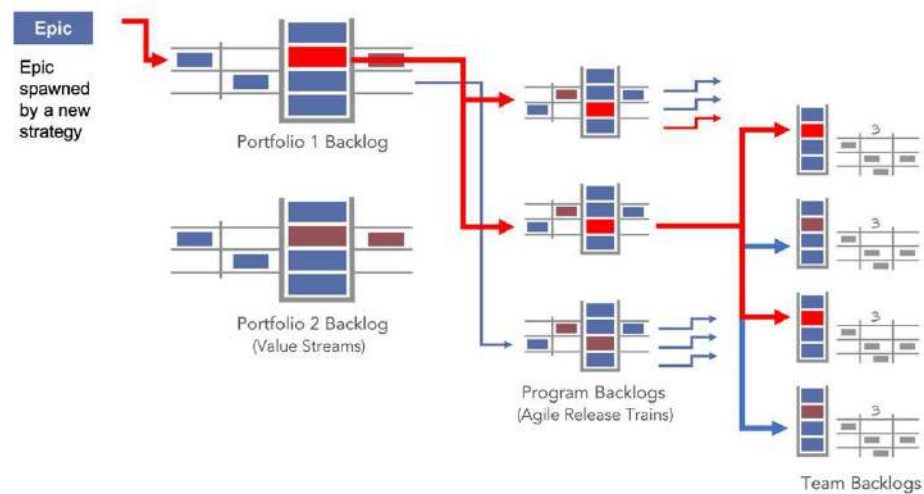 Epic
Epic
spawned
by a new
strategy
Portfolio 1 Backlog
Portfolio 2 Backlog
(Value Streams)
Program Backlogs
(Agile Release Trains)
3
3
3
3
Team Backlogs